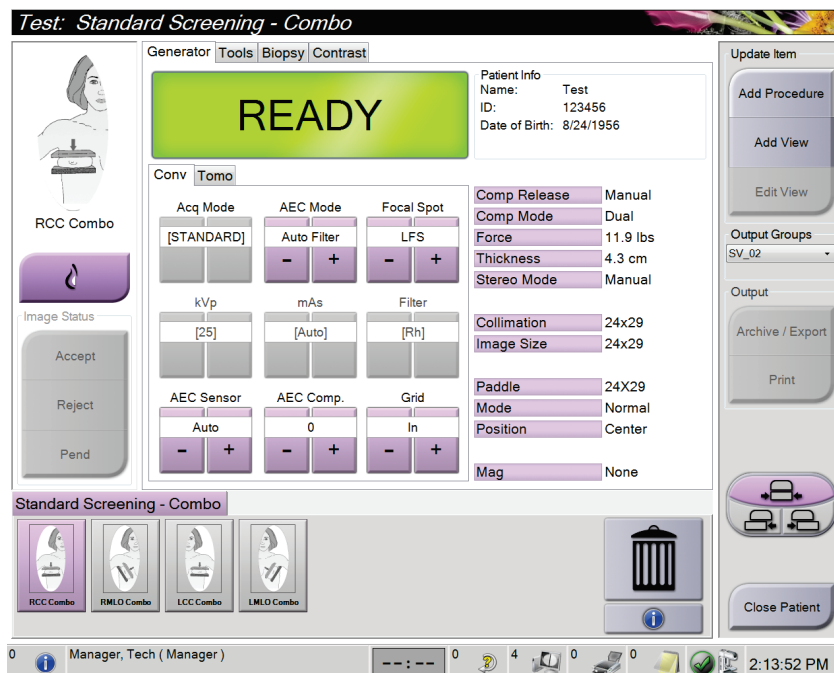 Test: Standard Screening - Combo
RCC Combo
Image Status
Accept
Reject
Pend
Generator Tools Biopsy Contrast
READY
Patient Info
Name: Test
ID: 123456
Date of Birth: 8/24/1956
Conv Tomo
Acq Mode AEC Mode Focal Spot
[STANDARD] Auto Filter LFS
- + - +
kVp mAs Filter
[25] [Auto] [Rh]
AEC Sensor AEC Comp. Grid
Auto 0 In
- + - + - +
Comp Release Manual
Comp Mode Dual
Force 11.9 lbs
Thickness 4.3 cm
Stereo Mode Manual
Collimation 24x29
Image Size 24x29
Paddle 24X29
Mode Normal
Position Center
Mag None
Update Item
Add Procedure
Add View
Edit View
Output Groups
SV_02
Output
Archive / Export
Print
Close Patient
Standard Screening - Combo
RCC Combo RMLO Combo LCC Combo LMLO Combo
0 Manager, Tech ( Manager ) --:-- 0 4 0 0 2:13:52 PM